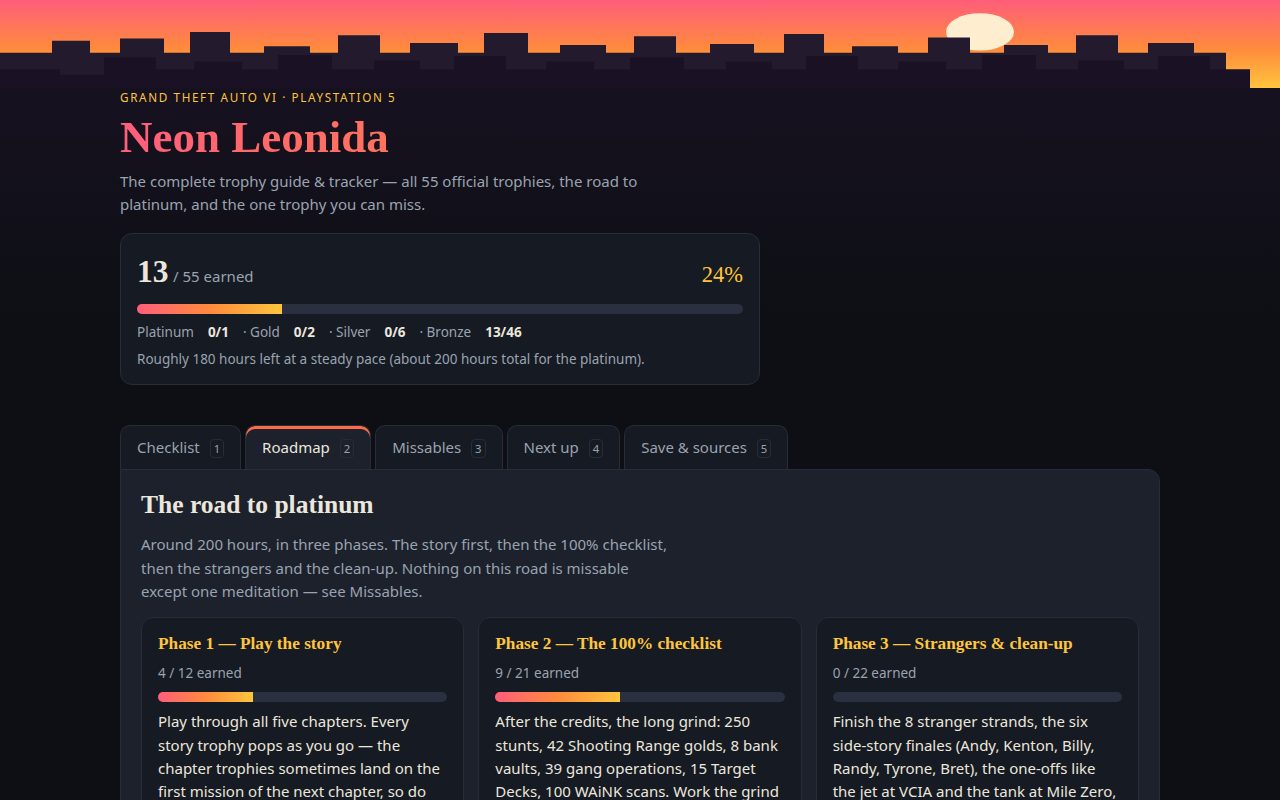 GRAND THEFT AUTO VI · PLAYSTATION 5
Neon Leonida
The complete trophy guide & tracker — all 55 official trophies, the road to
platinum, and the one trophy you can miss.
13 / 55 earned 24%
Platinum 0/1 · Gold 0/2 · Silver 0/6 · Bronze 13/46
Roughly 180 hours left at a steady pace (about 200 hours total for the platinum).
Checklist 1 Roadmap 2 Missables 3 Next up 4 Save & sources 5
The road to platinum
Around 200 hours, in three phases. The story first, then the 100% checklist,
then the strangers and the clean-up. Nothing on this road is missable
except one meditation — see Missables.
Phase 1 — Play the story
4 / 12 earned
Play through all five chapters. Every
story trophy pops as you go — the
chapter trophies sometimes land on the
first mission of the next chapter, so do
Phase 2 — The 100% checklist
9 / 21 earned
After the credits, the long grind: 250
stunts, 42 Shooting Range golds, 8 bank
vaults, 39 gang operations, 15 Target
Decks, 100 WAiNK scans. Work the grind
Phase 3 — Strangers & clean-up
0 / 22 earned
Finish the 8 stranger strands, the six
side-story finales (Andy, Kenton, Billy,
Randy, Tyrone, Bret), the one-offs like
the jet at VCIA and the tank at Mile Zero,